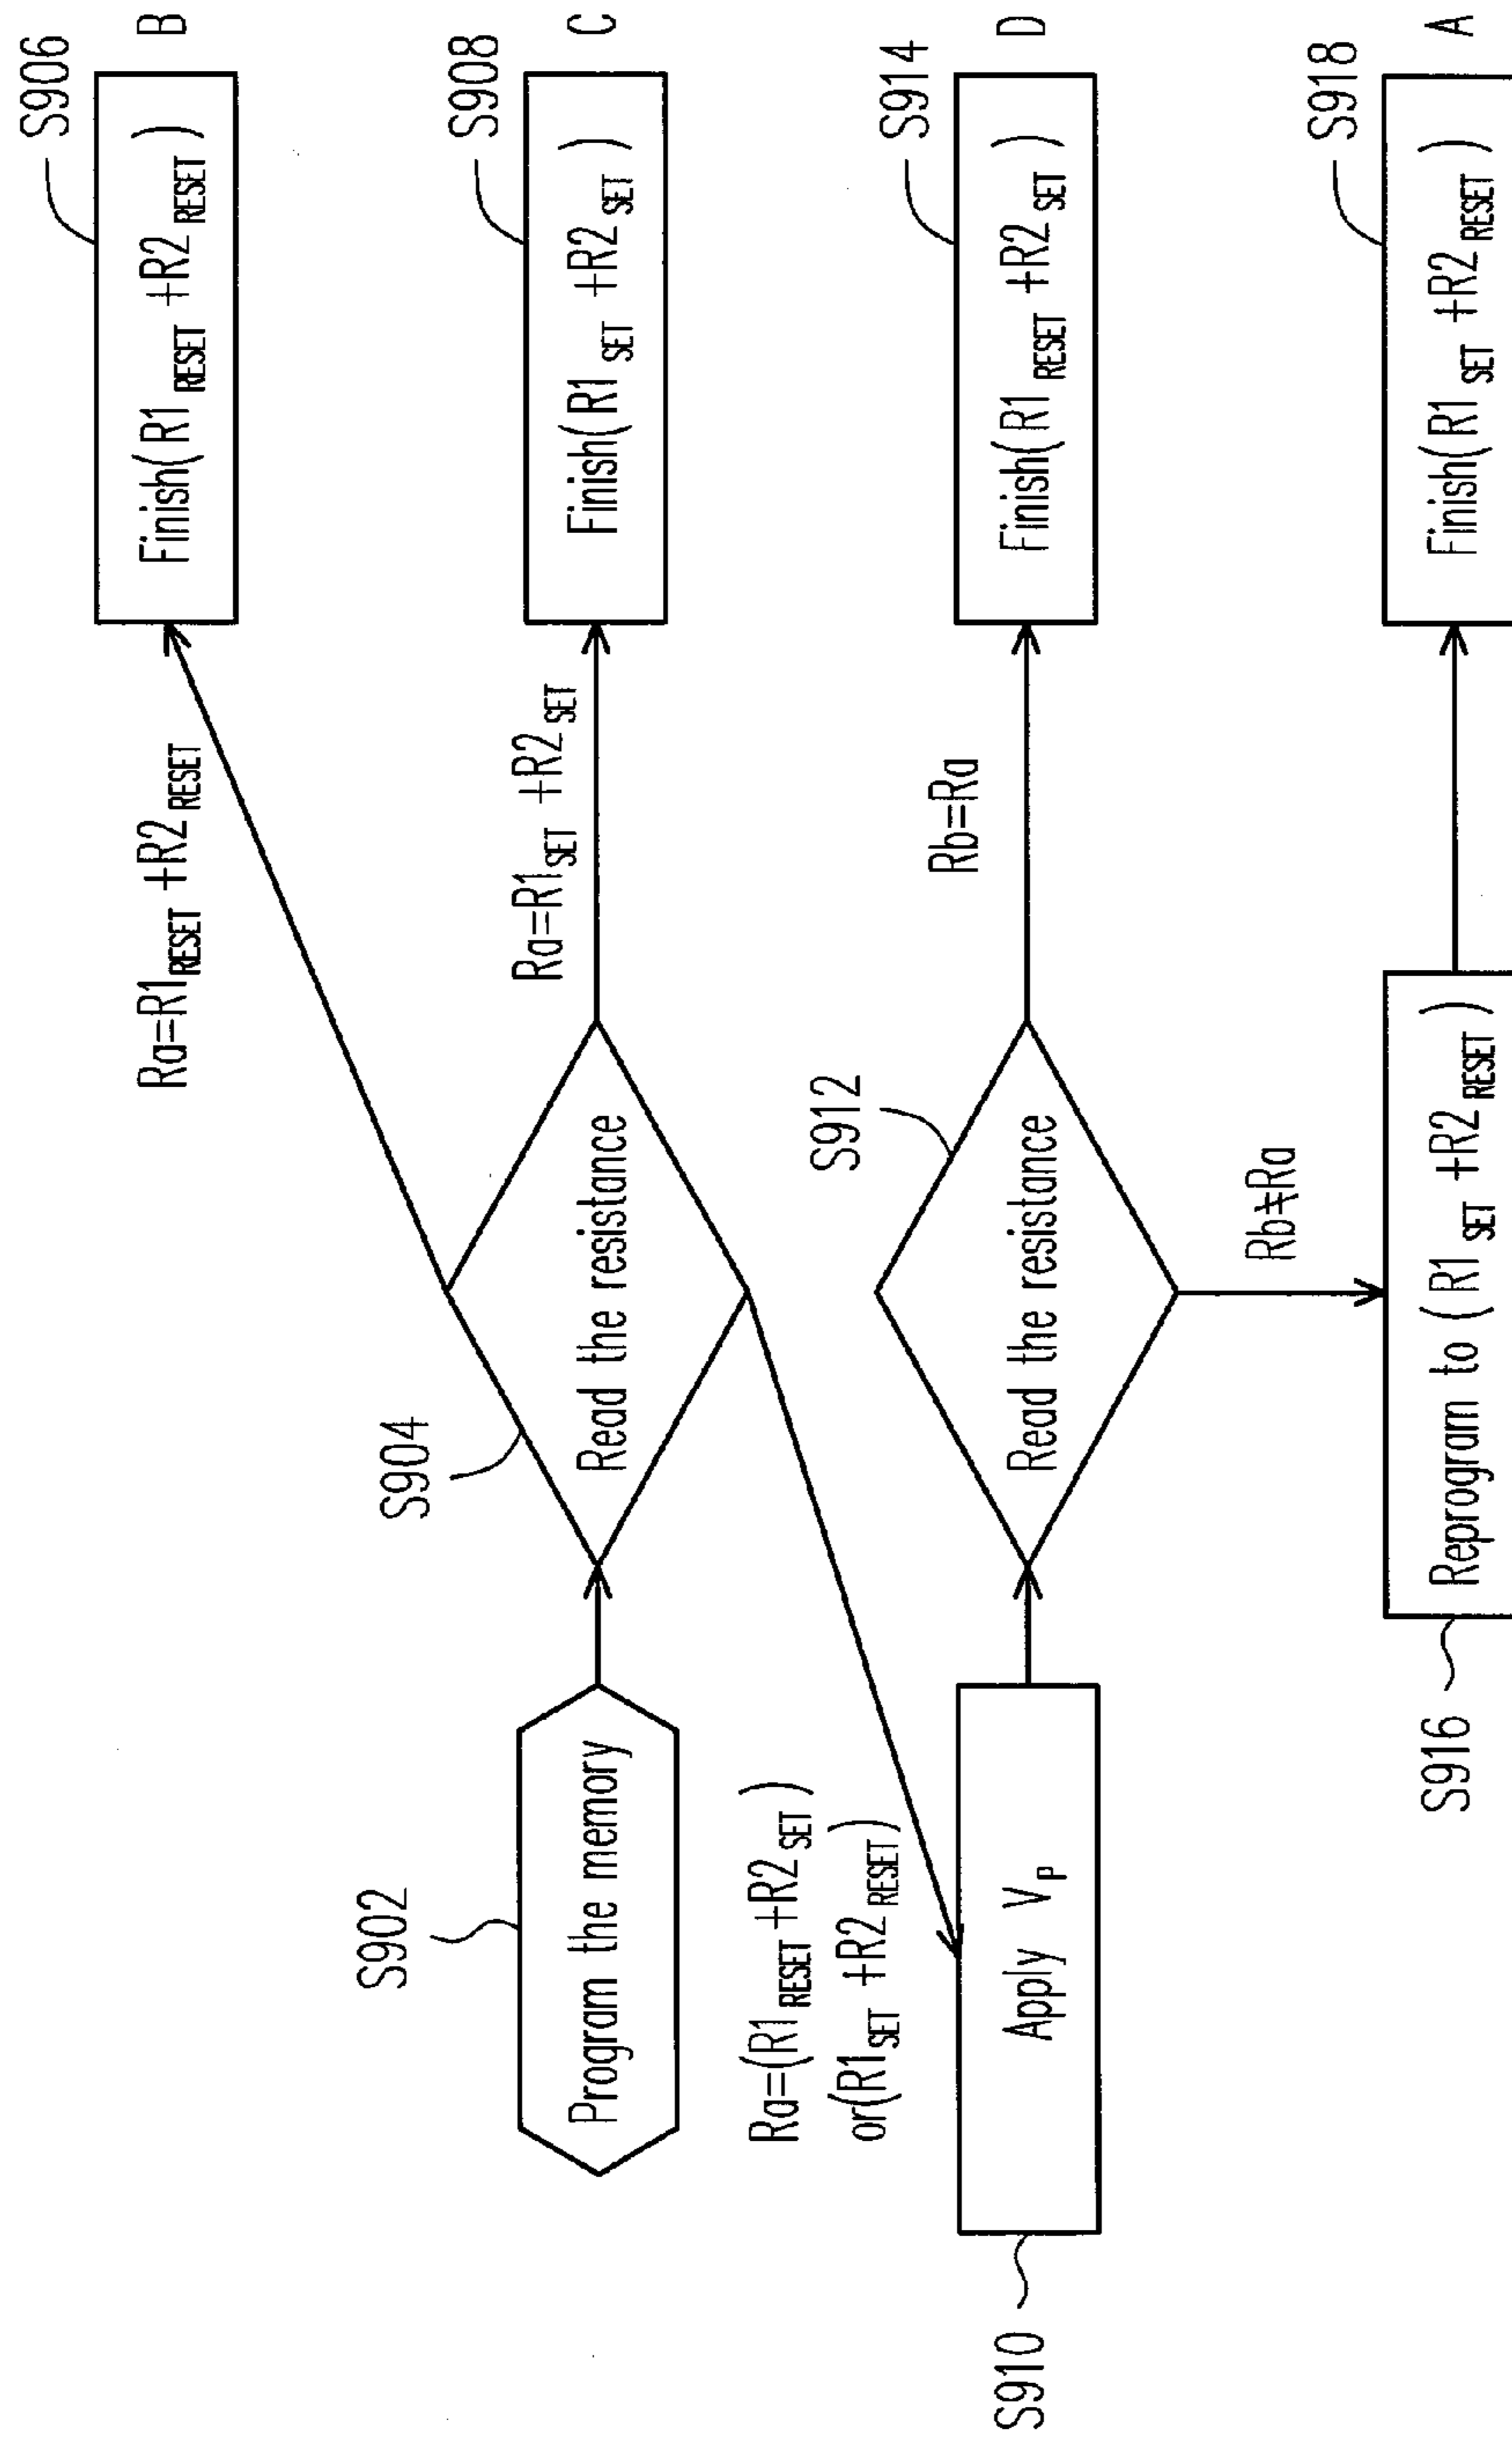 S906
B
Finish(R1RESET +R2RESET )
Ra=R1RESET +R2RESET
S902
Program the memory
S904
Read the resistance
Ra=R1SET +R2SET
S908
C
Finish(R1SET +R2SET )
Ra=(R1RESET +R2SET )
or(R1SET +R2RESET)
S910
Apply VP
S912
Read the resistance
Rb=Ra
S914
D
Finish(R1RESET +R2SET )
Rb≠Ra
S916
Reprogram to (R1SET +R2RESET )
S918
A
Finish(R1SET +R2RESET )